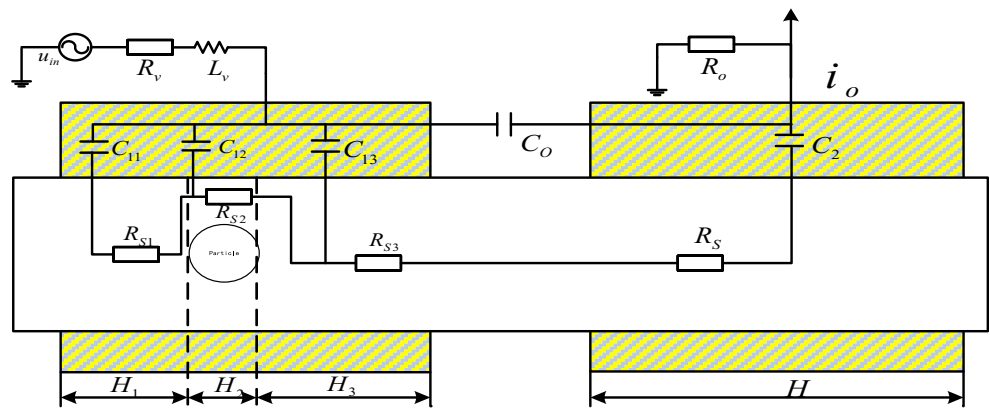 u_in
R_v
L_v
R_o
i_o
C_11
C_12
C_13
C_O
C_2
R_S2
R_S1
Particle
R_S3
R_S
H_1
H_2
H_3
H